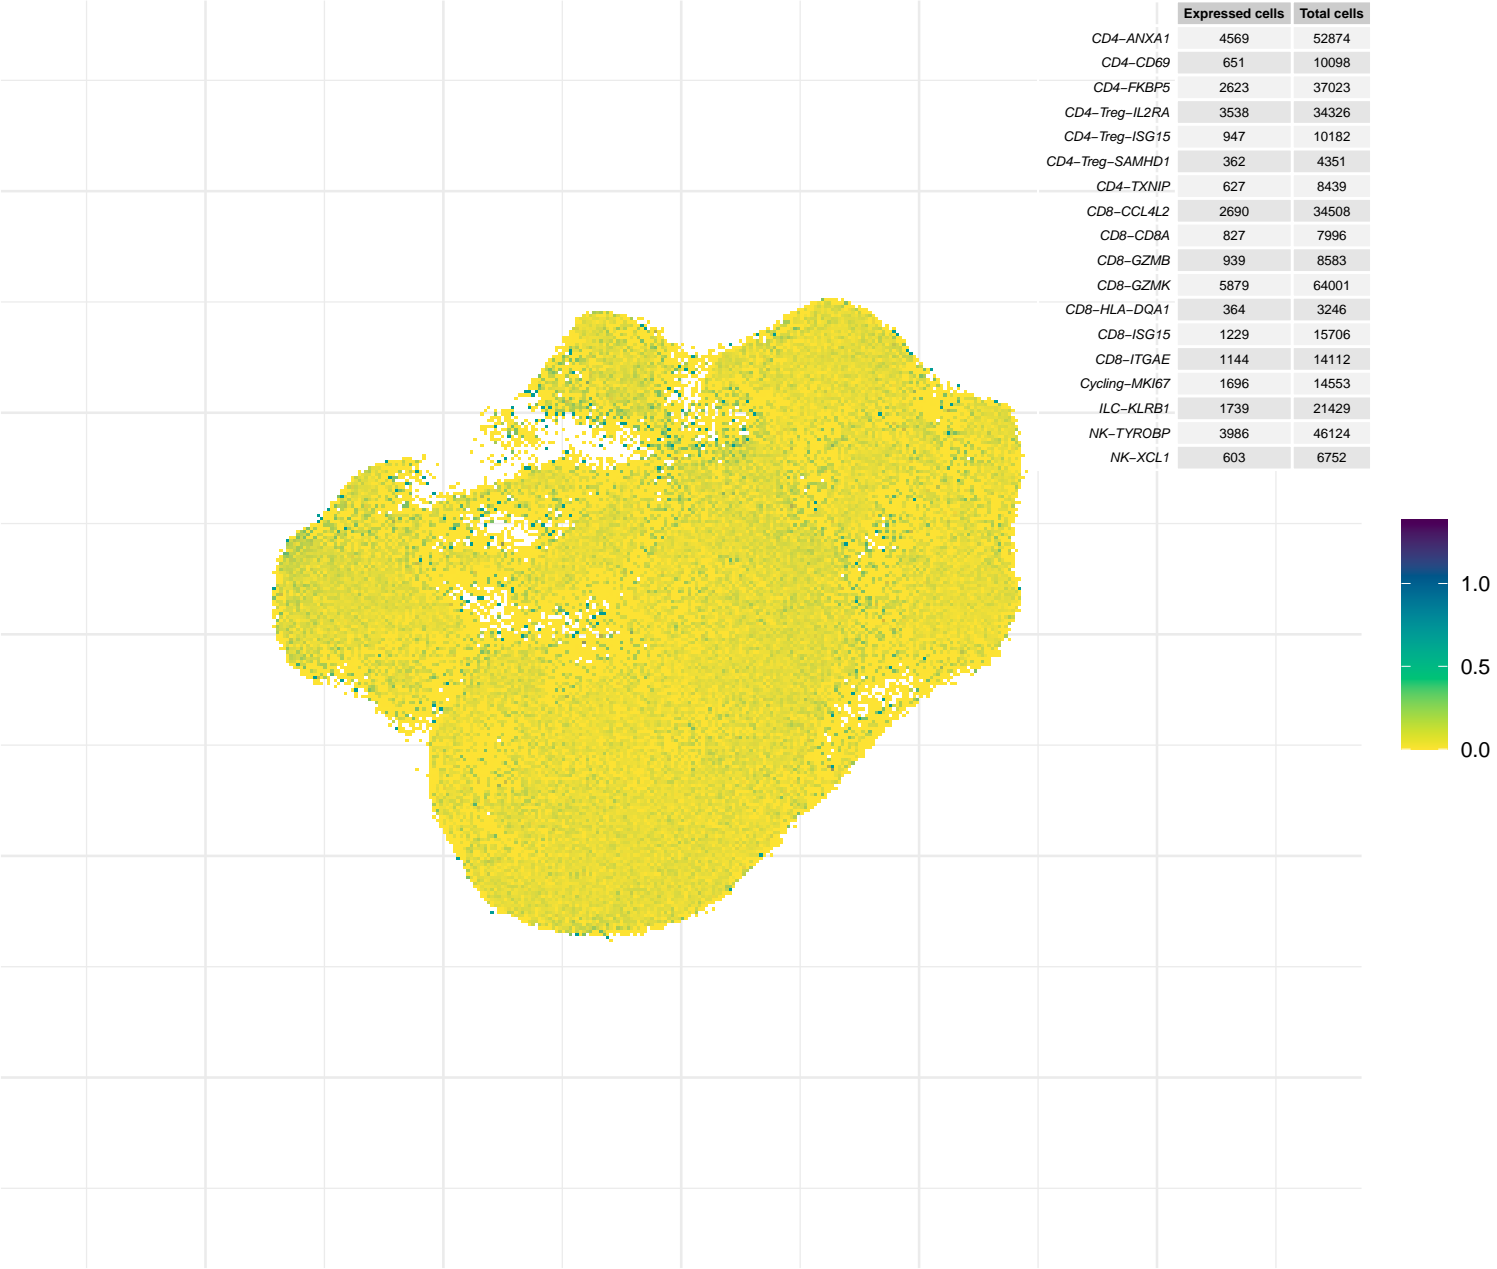 Expressed cells Total cells
CD4−ANXA1 4569 52874
CD4−CD69 651 10098
CD4−FKBP5 2623 37023
CD4−Treg−IL2RA 3538 34326
CD4−Treg−ISG15 947 10182
CD4−Treg−SAMHD1 362 4351
CD4−TXNIP 627 8439
CD8−CCL4L2 2690 34508
CD8−CD8A 827 7996
CD8−GZMB 939 8583
CD8−GZMK 5879 64001
CD8−HLA−DQA1 364 3246
CD8−ISG15 1229 15706
CD8−ITGAE 1144 14112
Cycling−MKI67 1696 14553
ILC−KLRB1 1739 21429
NK−TYROBP 3986 46124
NK−XCL1 603 6752
1.0
0.5
0.0